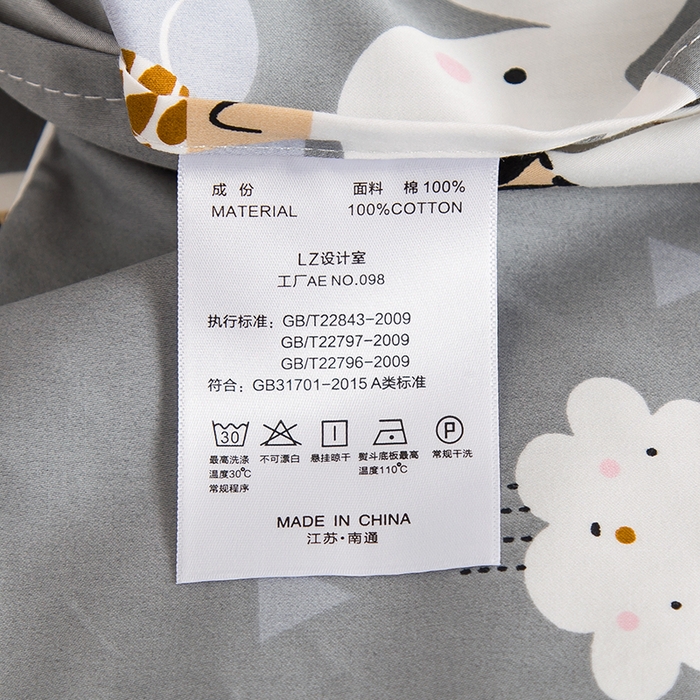 成份 面料 棉100%
MATERIAL 100%COTTON
LZ设计室
工厂AE NO.098
执行标准：GB/T22843-2009
GB/T22797-2009
GB/T22796-2009
符合：GB31701-2015 A类标准
30 P
最高洗涤 不可漂白 悬挂晾干 熨斗底板最高 常规干洗
温度30℃ 温度110℃
常规程序
MADE IN CHINA
江苏·南通